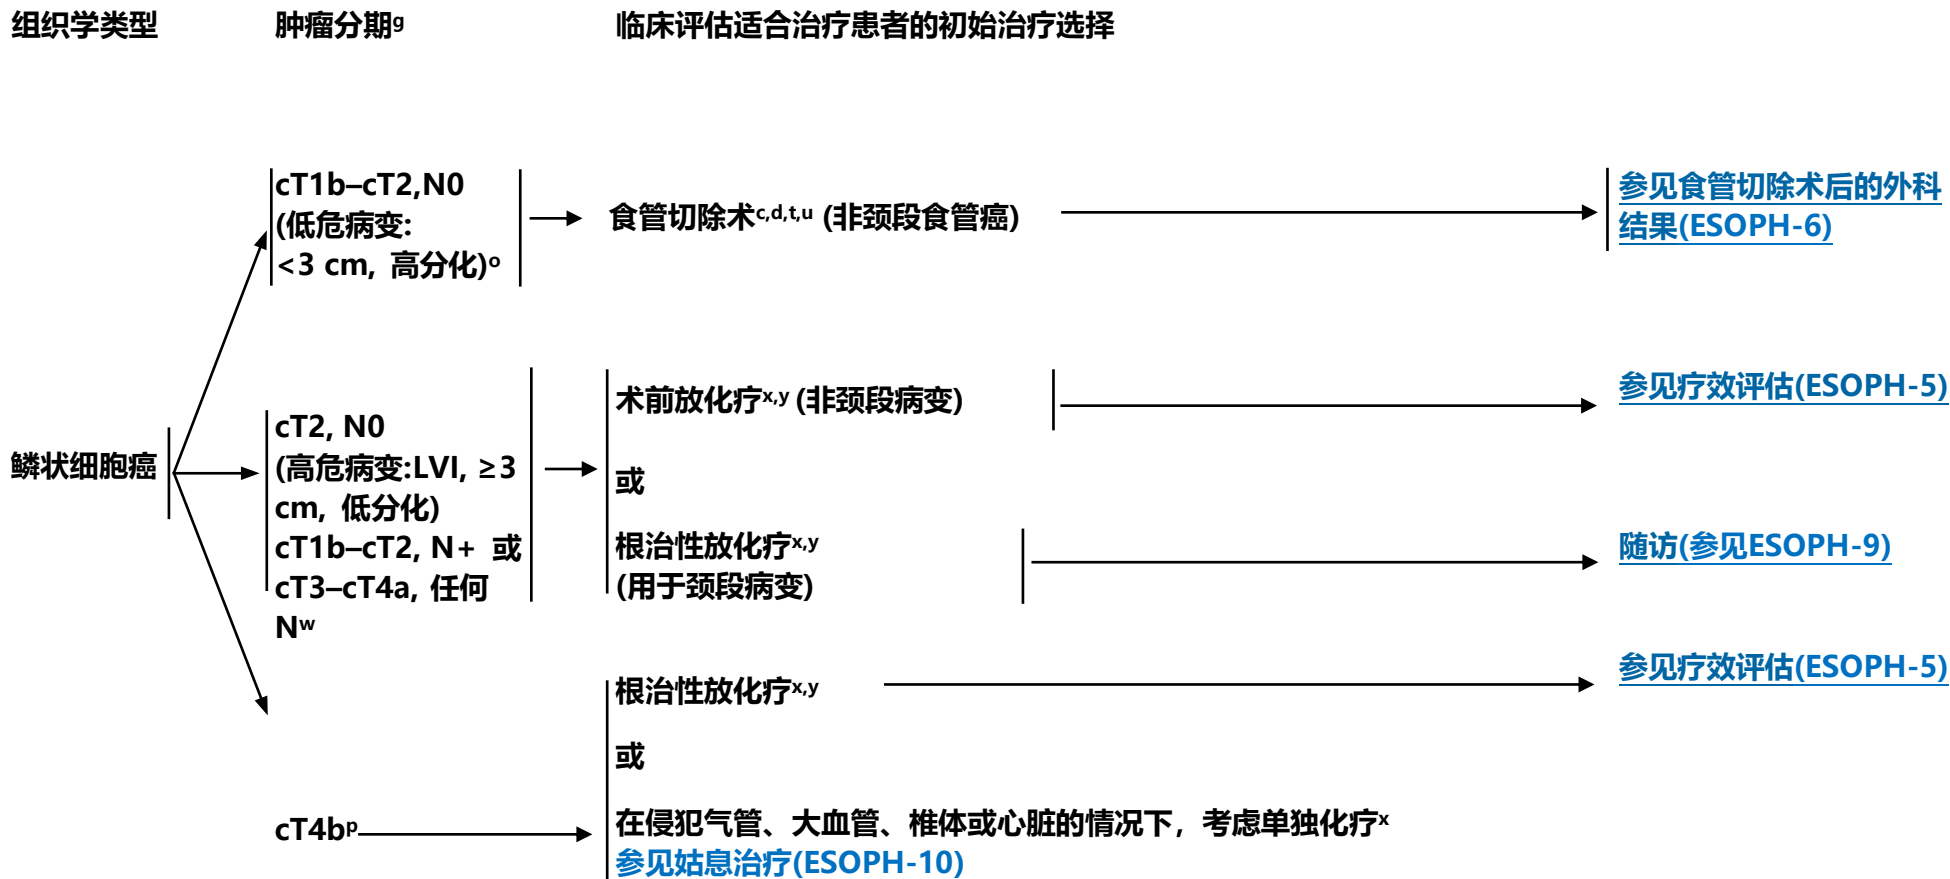 组织学类型
肿瘤分期g
临床评估适合治疗患者的初始治疗选择
cT1b–cT2,N0
(低危病变:
<3 cm, 高分化)o
食管切除术c,d,t,u (非颈段食管癌)
参见食管切除术后的外科
结果(ESOPH-6)
鳞状细胞癌
cT2, N0
(高危病变:LVI, ≥3
cm, 低分化)
cT1b–cT2, N+ 或
cT3–cT4a, 任何
Nw
术前放化疗x,y (非颈段病变)
参见疗效评估(ESOPH-5)
或
根治性放化疗x,y
(用于颈段病变)
随访(参见ESOPH-9)
cT4bp
根治性放化疗x,y
参见疗效评估(ESOPH-5)
或
在侵犯气管、大血管、椎体或心脏的情况下，考虑单独化疗x
参见姑息治疗(ESOPH-10)